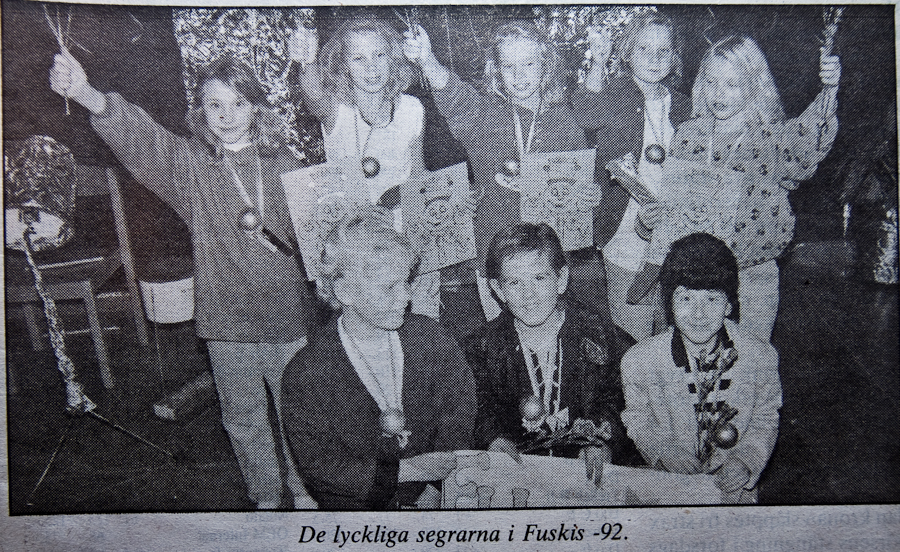 De lyckliga segrarna i Fuskis -92.